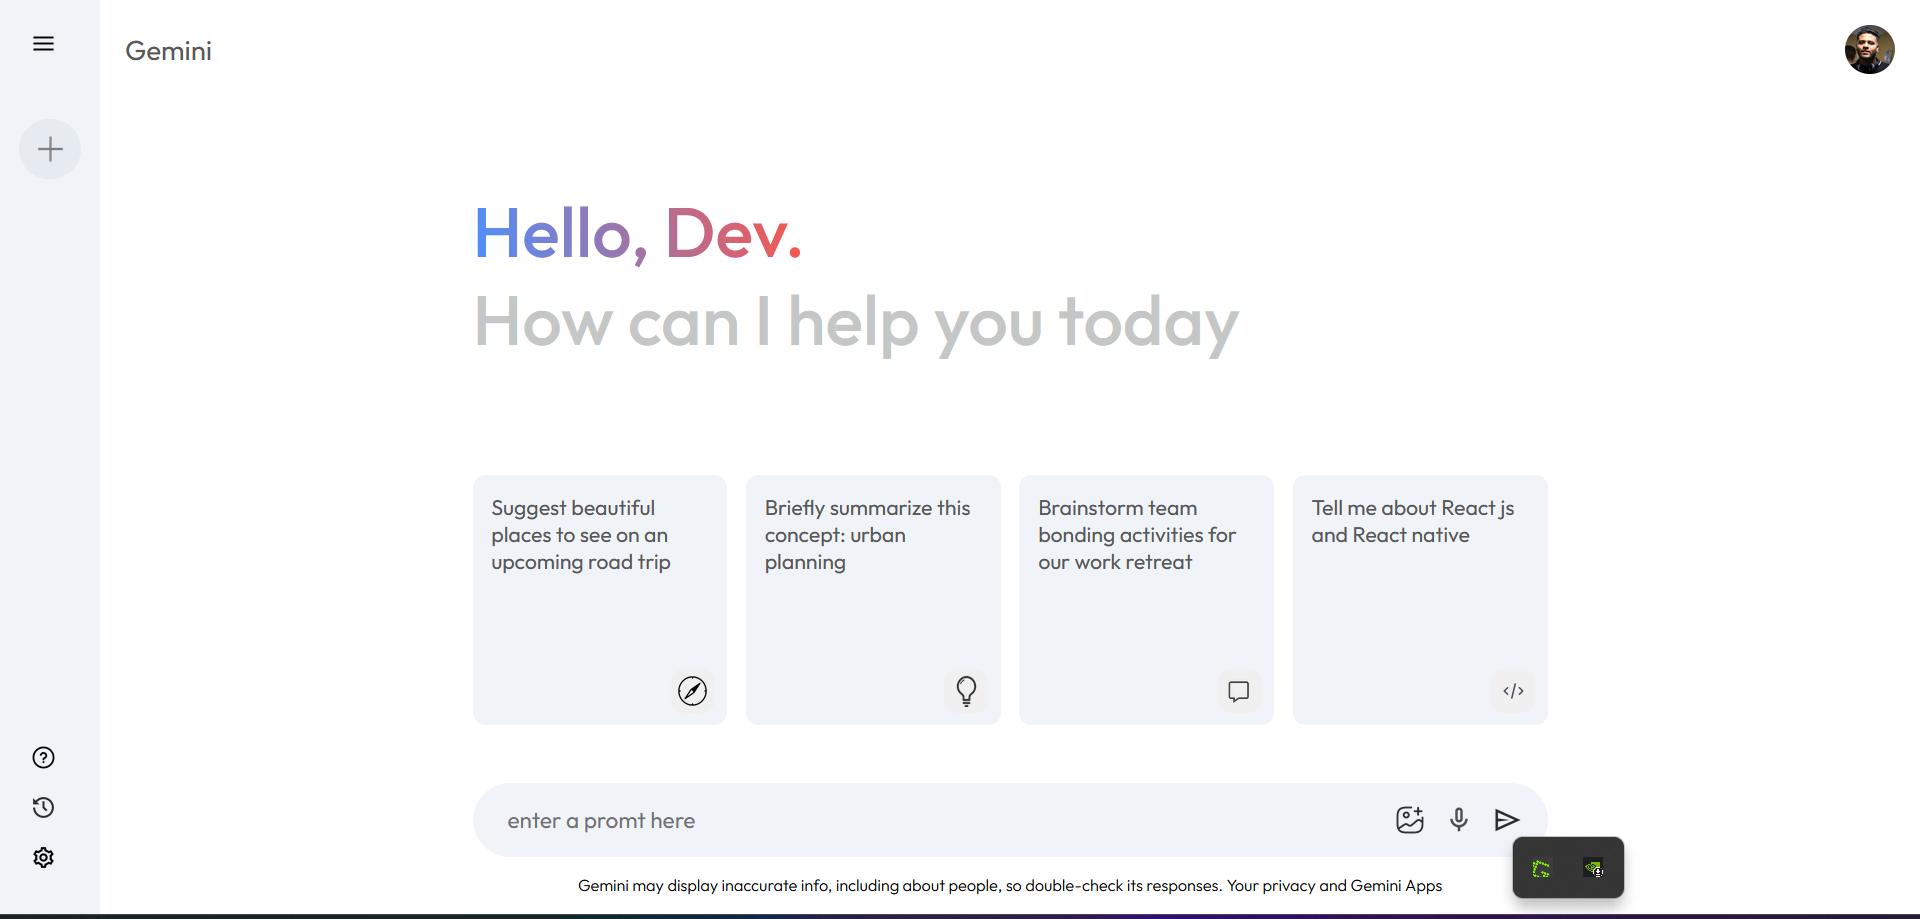 Gemini
Hello, Dev.
How can I help you today
Suggest beautiful
places to see on an
upcoming road trip
Briefly summarize this
concept: urban
planning
Brainstorm team
bonding activities for
our work retreat
Tell me about React js
and React native
enter a promt here
Gemini may display inaccurate info, including about people, so double-check its responses. Your privacy and Gemini Apps